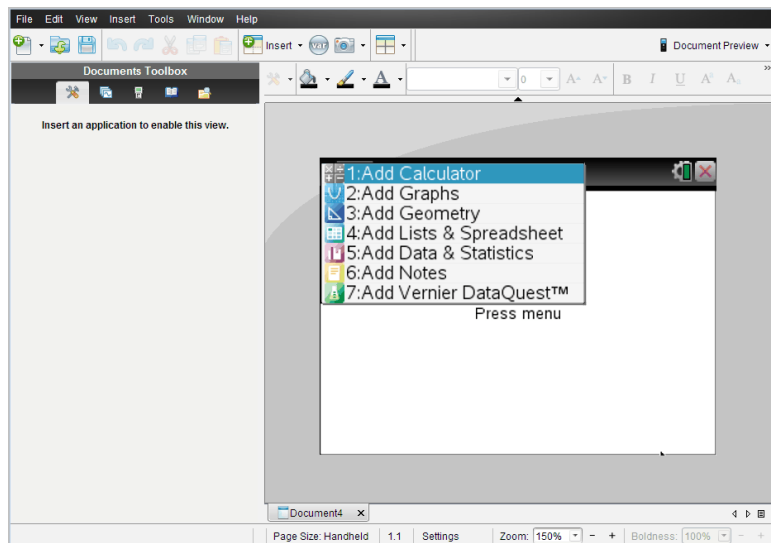 File Edit View Insert Tools Window Help
Insert var Document Preview
Documents Toolbox
0 A+ A- B I U
Insert an application to enable this view.
1:Add Calculator
2:Add Graphs
3:Add Geometry
4:Add Lists & Spreadsheet
5:Add Data & Statistics
6:Add Notes
7:Add Vernier DataQuest™
Press menu
Document4
Page Size: Handheld 1.1 Settings Zoom: 150% - + Boldness: 100% - +